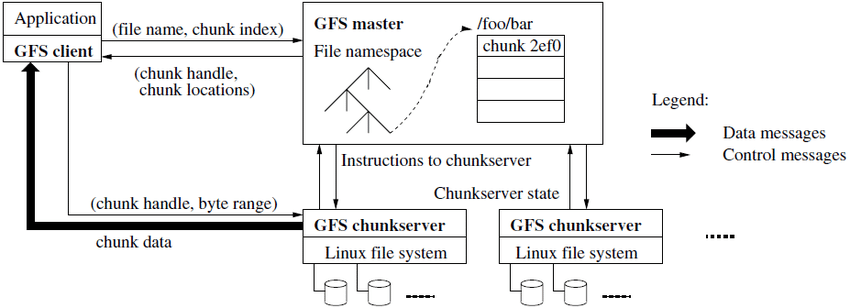 Application
GFS client
(file name, chunk index)
(chunk handle,
chunk locations)
GFS master
File namespace
/foo/bar
chunk 2ef0
Legend:
Data messages
Control messages
Instructions to chunkserver
Chunkserver state
(chunk handle, byte range)
chunk data
GFS chunkserver
Linux file system
GFS chunkserver
Linux file system